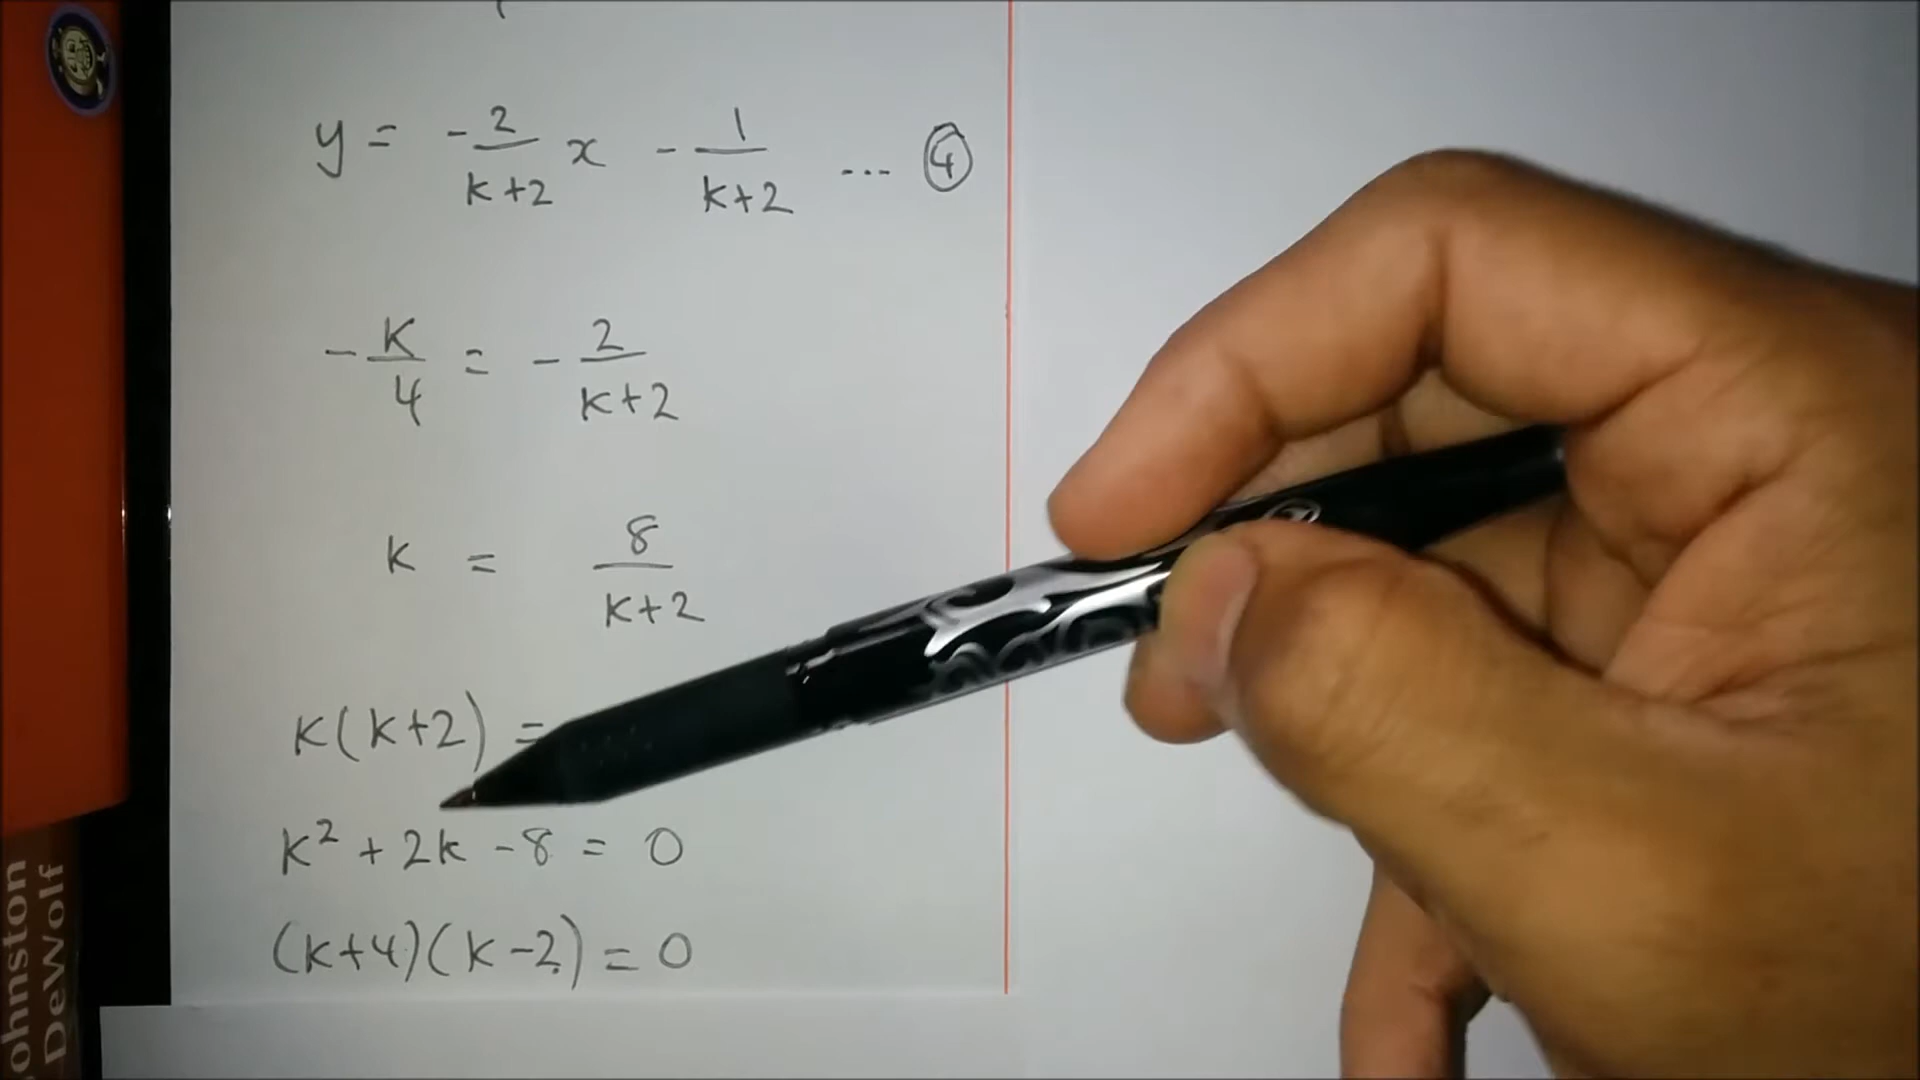 y = -2/(k+2) x - 1/(k+2) ... ④
-k/4 = -2/(k+2)
k = 8/(k+2)
k(k+2) =
k² + 2k - 8 = 0
(k+4)(k-2) = 0
ohnston
DeWolf